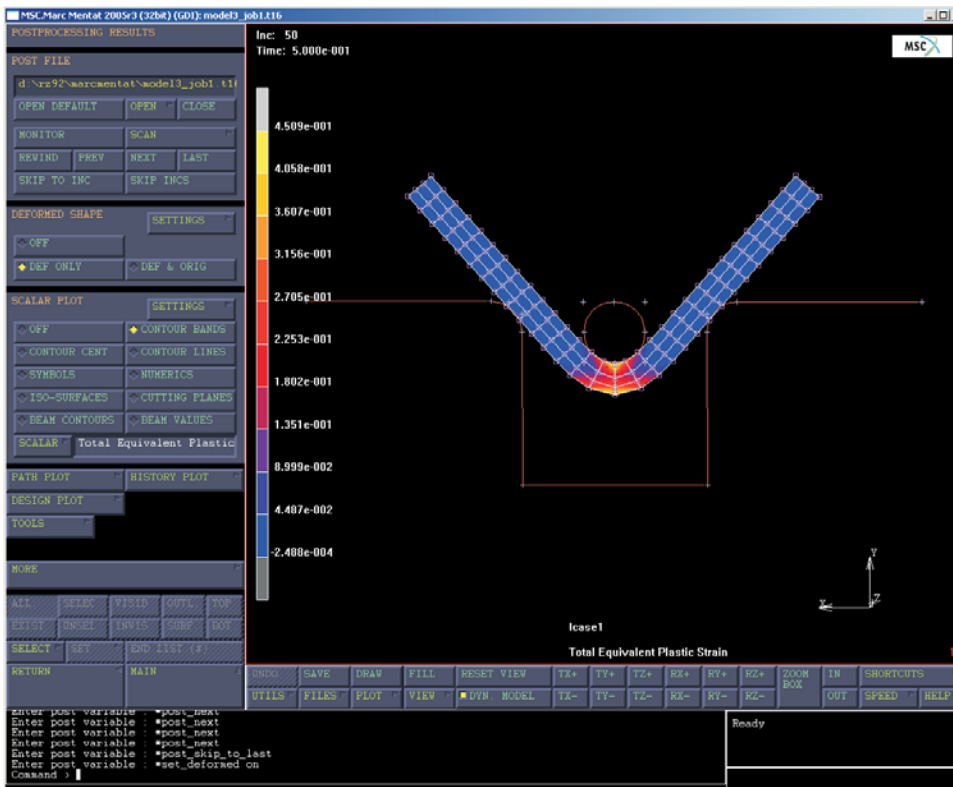 MSC.Marc Mentat 2005r3 (32bit) (GDI): model3_job1.t16
POSTPROCESSING RESULTS
POST FILE
d:\rz92\marcmentat\model3_job1.t16
OPEN DEFAULT OPEN CLOSE
MONITOR SCAN
REWIND PREV NEXT LAST
SKIP TO INC SKIP INCS
DEFORMED SHAPE SETTINGS
OFF
DEF ONLY DEF & ORIG
SCALAR PLOT SETTINGS
OFF CONTOUR BANDS
CONTOUR CENT CONTOUR LINES
SYMBOLS NUMERICS
ISO-SURFACES CUTTING PLANES
BEAM CONTOURS BEAM VALUES
SCALAR Total Equivalent Plastic
PATH PLOT HISTORY PLOT
DESIGN PLOT
TOOLS
MORE
ALL SELEC VISIB OUTL TOP
EXIST UNSEL INVIS SURF BOT
SELECT SET END LIST (#)
RETURN MAIN
Inc: 50
Time: 5.000e-001
MSC
4.509e-001
4.058e-001
3.607e-001
3.156e-001
2.705e-001
2.253e-001
1.802e-001
1.351e-001
8.999e-002
4.487e-002
-2.488e-004
Y
X
Z
lcase1
Total Equivalent Plastic Strain
1
UNDO SAVE DRAW FILL RESET VIEW TX+ TY+ TZ+ RX+ RY+ RZ+ ZOOM BOX IN SHORTCUTS
UTILS FILES PLOT VIEW DYN. MODEL TX- TY- TZ- RX- RY- RZ- OUT SPEED HELP
Enter post variable : *post_next
Enter post variable : *post_next
Enter post variable : *post_next
Enter post variable : *post_next
Enter post variable : *post_skip_to_last
Enter post variable : *set_deformed on
Command >
Ready